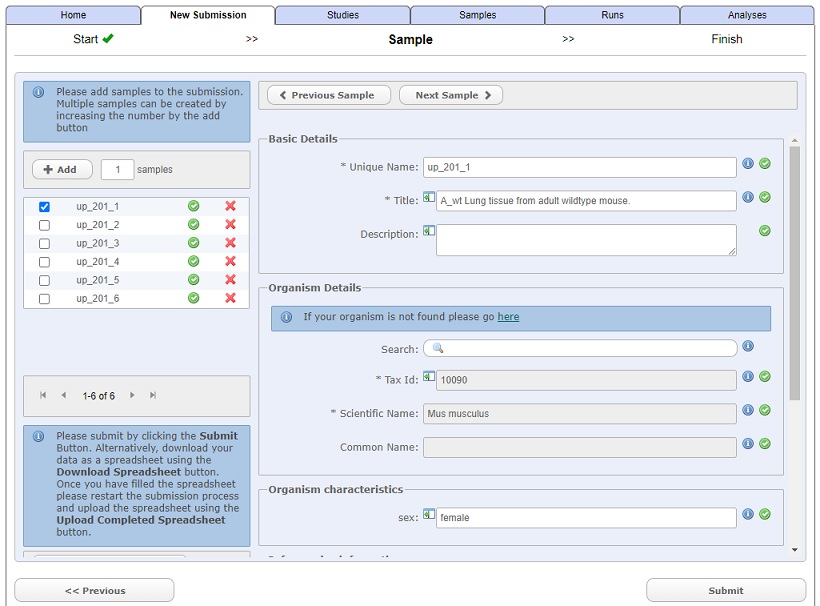 Home New Submission Studies Samples Runs Analyses
Start >> Sample >> Finish
Please add samples to the submission.
Multiple samples can be created by
increasing the number by the add
button
Add 1 samples
up_201_1
up_201_2
up_201_3
up_201_4
up_201_5
up_201_6
1-6 of 6
Please submit by clicking the Submit
Button. Alternatively, download your
data as a spreadsheet using the
Download Spreadsheet button.
Once you have filled the spreadsheet
please restart the submission process
and upload the spreadsheet using the
Upload Completed Spreadsheet
button.
Previous Sample Next Sample
Basic Details
* Unique Name: up_201_1
* Title: A_wt Lung tissue from adult wildtype mouse.
Description:
Organism Details
If your organism is not found please go here
Search:
* Tax Id: 10090
* Scientific Name: Mus musculus
Common Name:
Organism characteristics
sex: female
<< Previous Submit